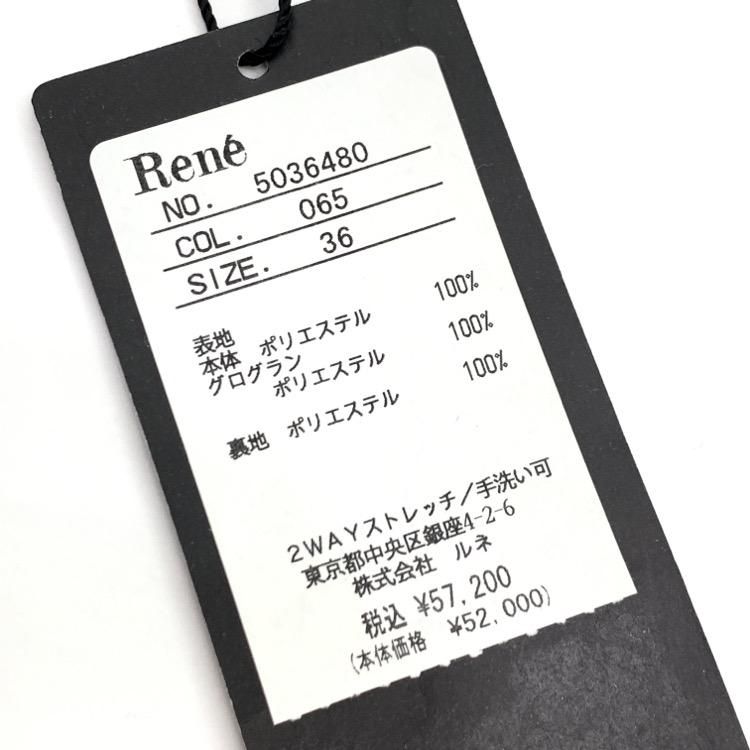 René
NO. 5036480
COL. 065
SIZE. 36
表地
本体 ポリエステル 100%
グログラン
ポリエステル 100%
裏地 ポリエステル 100%
2WAYストレッチ/手洗い可
東京都中央区銀座4-2-6
株式会社 ルネ
税込 ¥57,200
(本体価格 ¥52,000)